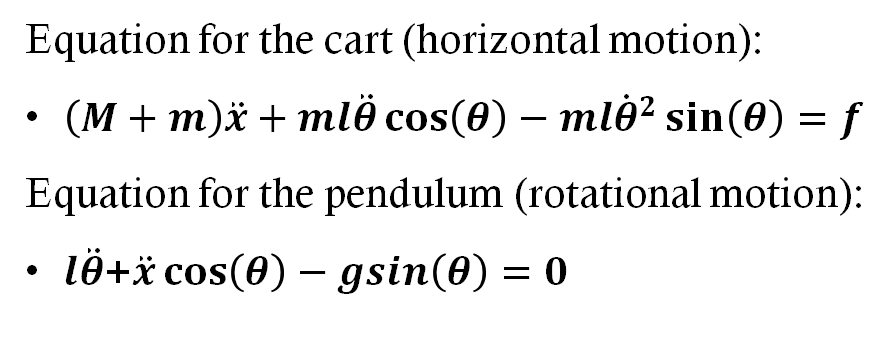 Equation for the cart (horizontal motion):
• (M + m)ẍ + mlθ̈ cos(θ) − mlθ̇² sin(θ) = f
Equation for the pendulum (rotational motion):
• lθ̈+ẍ cos(θ) − gsin(θ) = 0